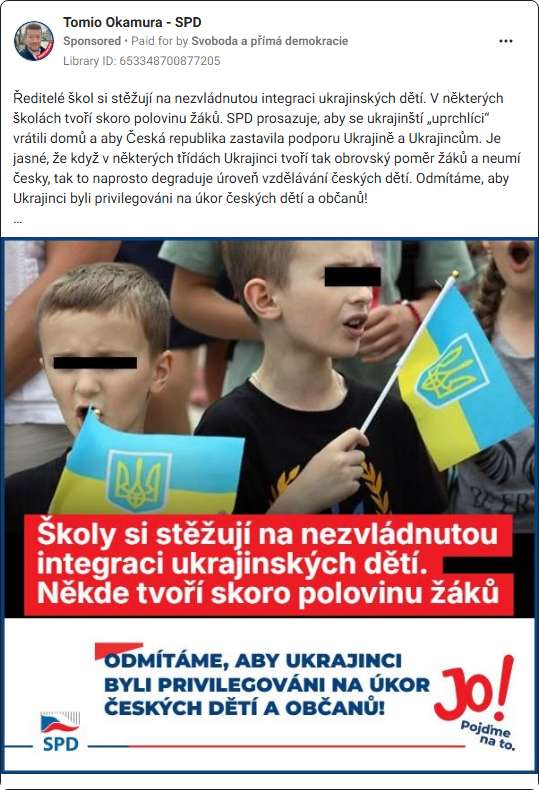 Tomio Okamura - SPD
Sponsored • Paid for by Svoboda a přímá demokracie
Library ID: 653348700877205
Ředitelé škol si stěžují na nezvládnutou integraci ukrajinských dětí. V některých
školách tvoří skoro polovinu žáků. SPD prosazuje, aby se ukrajinští „uprchlíci“
vrátili domů a aby Česká republika zastavila podporu Ukrajině a Ukrajincům. Je
jasné, že když v některých třídách Ukrajinci tvoří tak obrovský poměr žáků a neumí
česky, tak to naprosto degraduje úroveň vzdělávání českých dětí. Odmítáme, aby
Ukrajinci byli privilegováni na úkor českých dětí a občanů!
...
Školy si stěžují na nezvládnutou
integraci ukrajinských dětí.
Někde tvoří skoro polovinu žáků
ODMÍTÁME, ABY UKRAJINCI
BYLI PRIVILEGOVÁNI NA ÚKOR
ČESKÝCH DĚTÍ A OBČANŮ!
Jo!
Pojďme
na to.
SPD